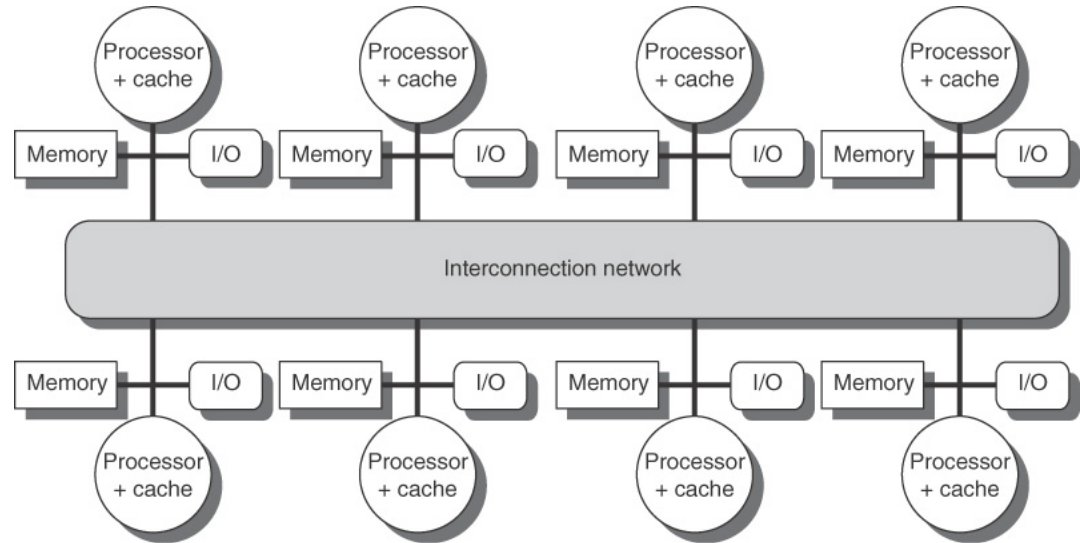 Processor
+ cache
Processor
+ cache
Processor
+ cache
Processor
+ cache
Memory
I/O
Memory
I/O
Memory
I/O
Memory
I/O
Interconnection network
Memory
I/O
Memory
I/O
Memory
I/O
Memory
I/O
Processor
+ cache
Processor
+ cache
Processor
+ cache
Processor
+ cache